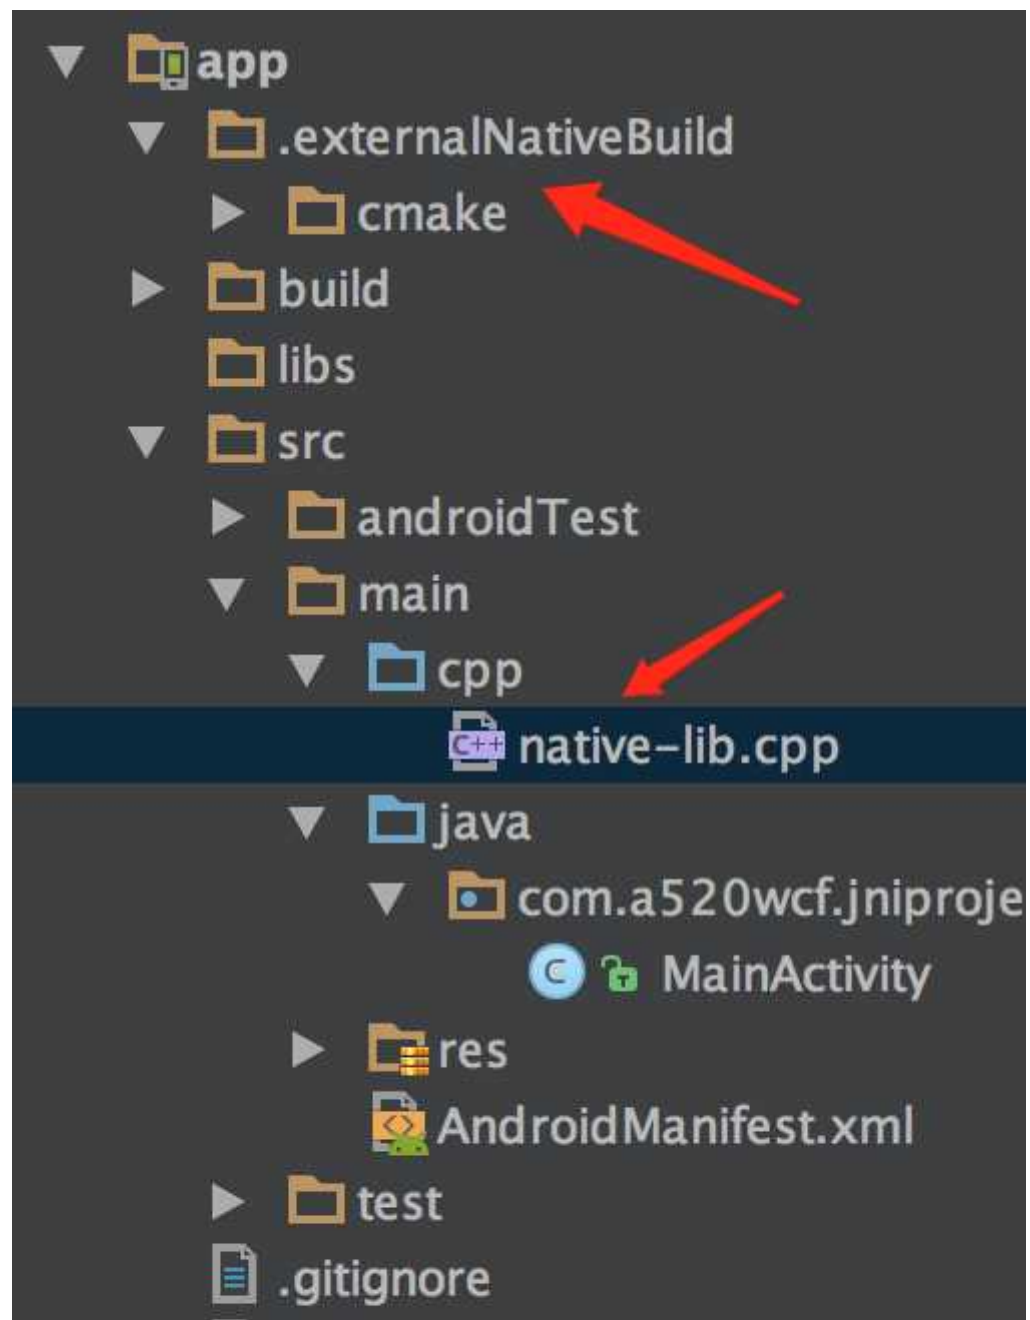 app
.externalNativeBuild
cmake
build
libs
src
androidTest
main
cpp
C++ native-lib.cpp
java
com.a520wcf.jniproje
C MainActivity
res
AndroidManifest.xml
test
.gitignore